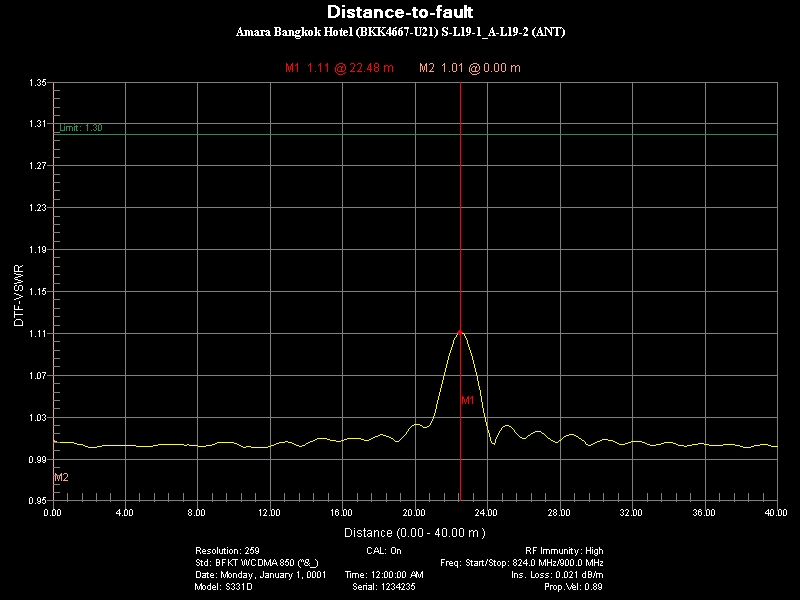 Distance-to-fault
Amara Bangkok Hotel (BKK4667-U21) S-L19-1_A-L19-2 (ANT)
M1 1.11 @ 22.48 m M2 1.01 @ 0.00 m
1.35
1.31
Limit: 1.30
1.27
1.23
1.19
1.15
1.11
1.07
1.03
0.99
0.95
DTF-VSWR
M1
M2
0.00 4.00 8.00 12.00 16.00 20.00 24.00 28.00 32.00 36.00 40.00
Distance (0.00 - 40.00 m )
Resolution: 259 CAL: On RF Immunity: High
Std: BFKT WCDMA 850 (*&_) Freq: Start/Stop: 824.0 MHz/900.0 MHz
Date: Monday, January 1, 0001 Time: 12:00:00 AM Ins. Loss: 0.021 dB/m
Model: S331D Serial: 1234235 Prop.Vel: 0.89